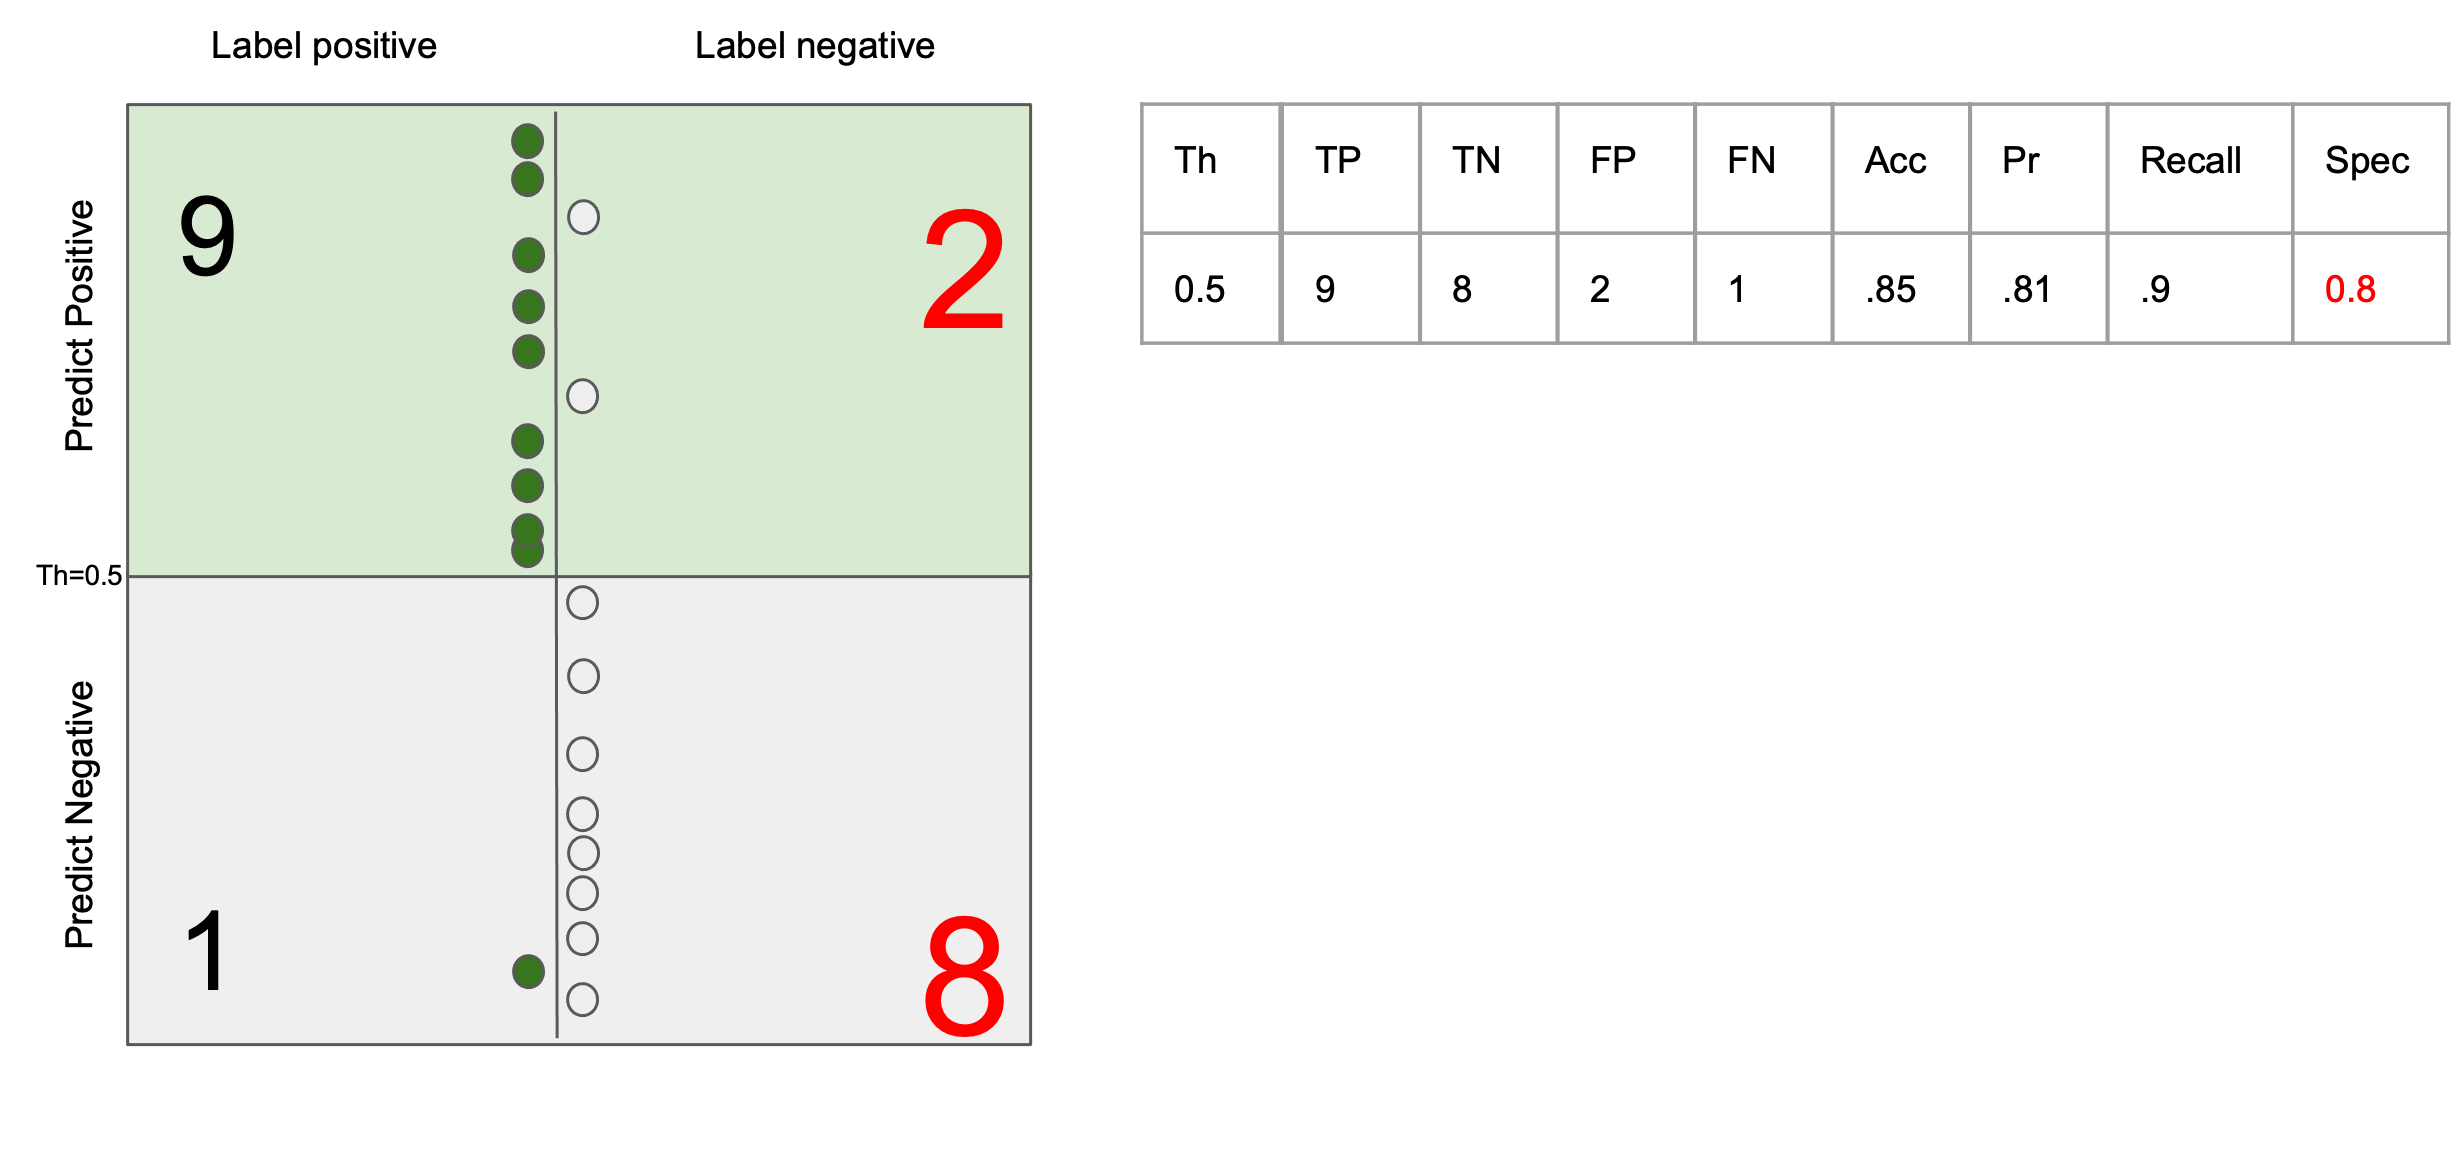 Label positive
Label negative
Predict Positive
9
2
Th=0.5
Predict Negative
1
8
Th TP TN FP FN Acc Pr Recall Spec
0.5 9 8 2 1 .85 .81 .9 0.8